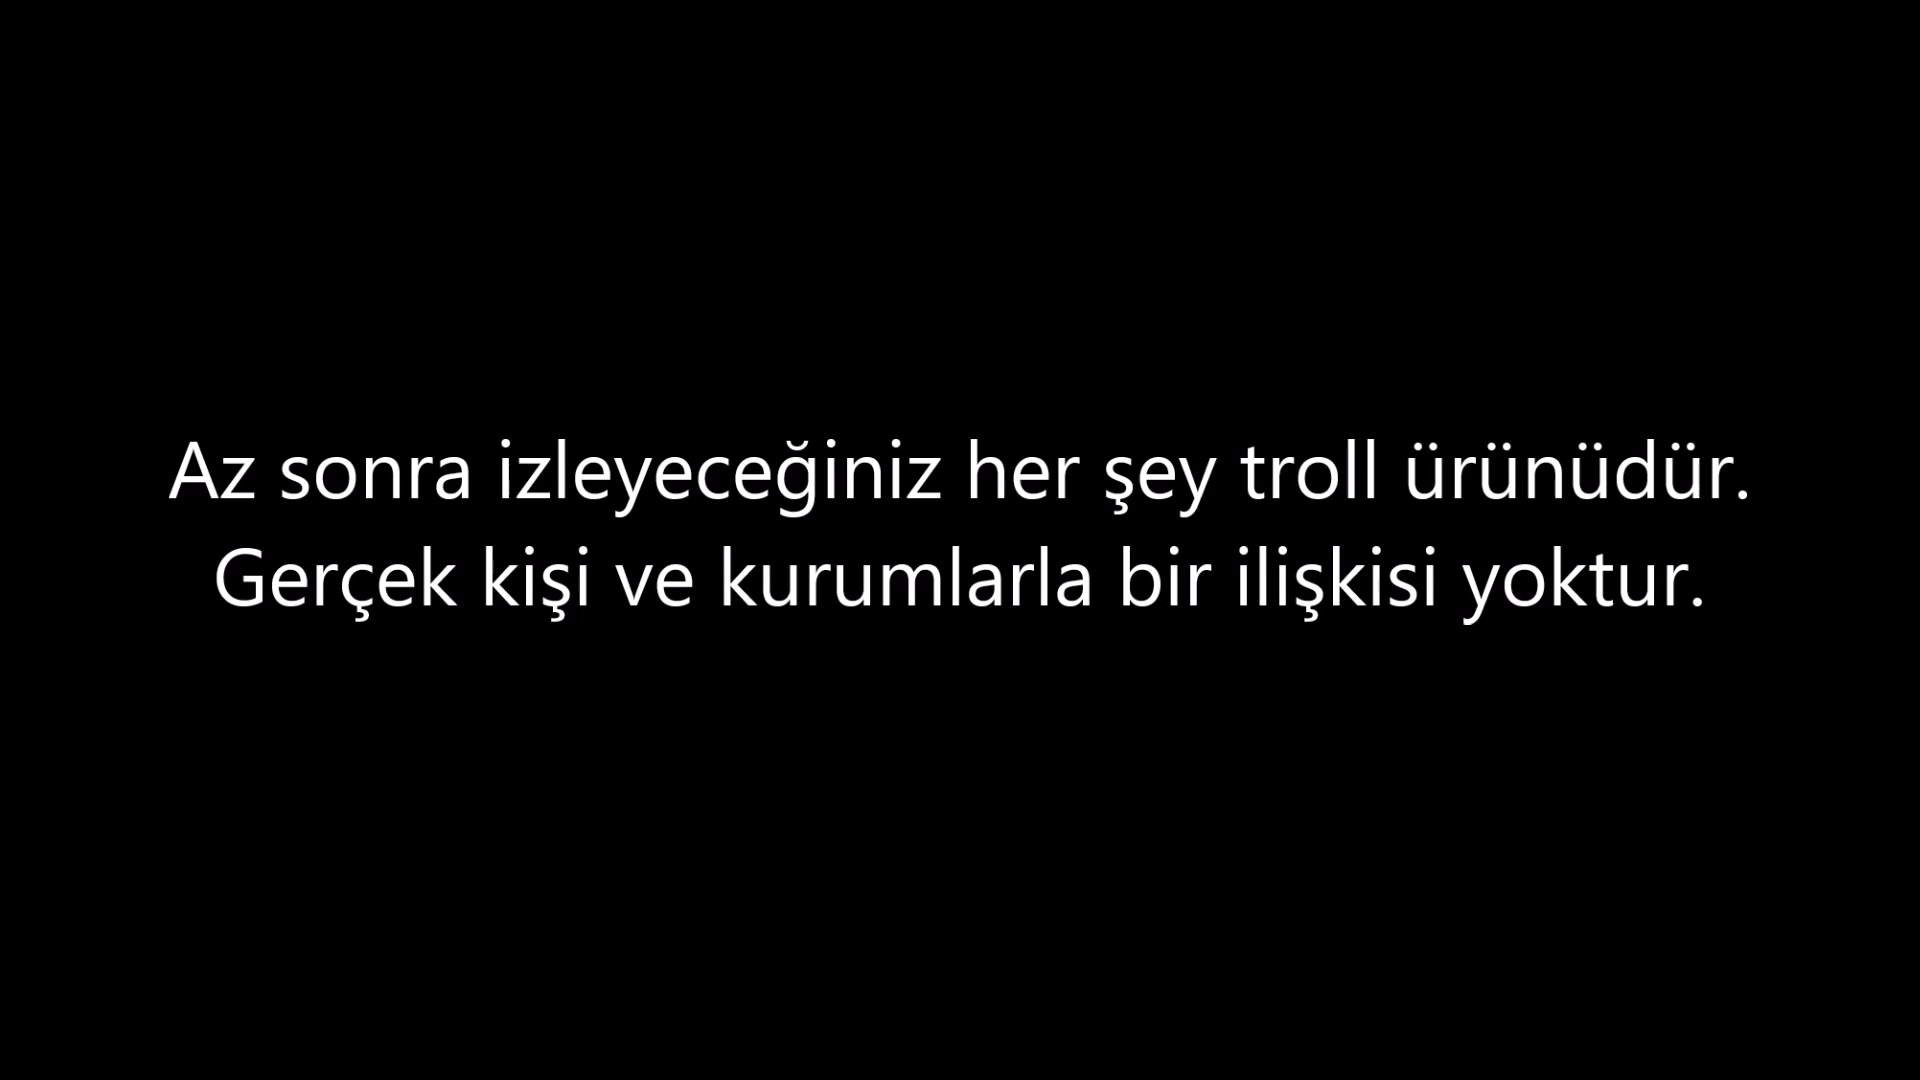 Az sonra izleyeceğiniz her şey troll ürünüdür.
Gerçek kişi ve kurumlarla bir ilişkisi yoktur.